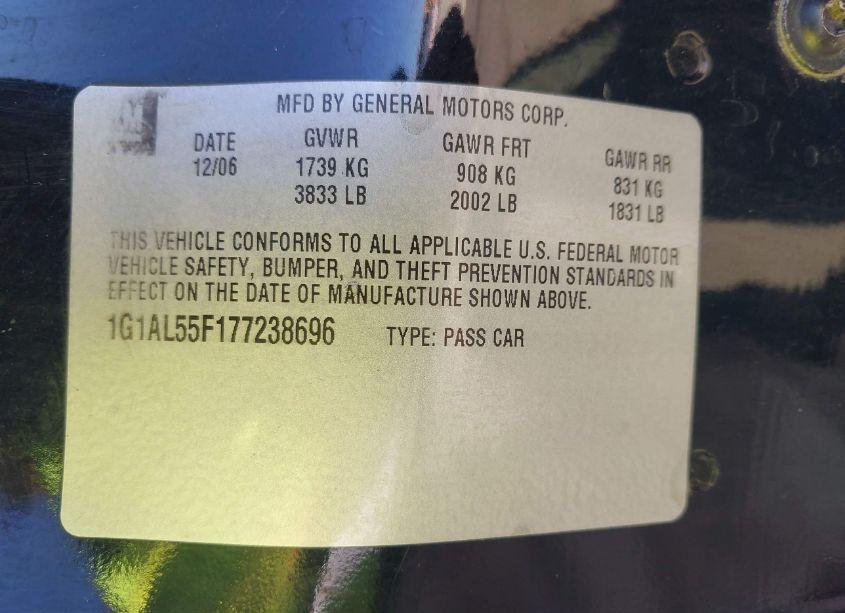 MFD BY GENERAL MOTORS CORP.
DATE GVWR GAWR FRT GAWR RR
12/06 1739 KG 908 KG 831 KG
3833 LB 2002 LB 1831 LB
THIS VEHICLE CONFORMS TO ALL APPLICABLE U.S. FEDERAL MOTOR
VEHICLE SAFETY, BUMPER, AND THEFT PREVENTION STANDARDS IN
EFFECT ON THE DATE OF MANUFACTURE SHOWN ABOVE.
1G1AL55F177238696 TYPE: PASS CAR